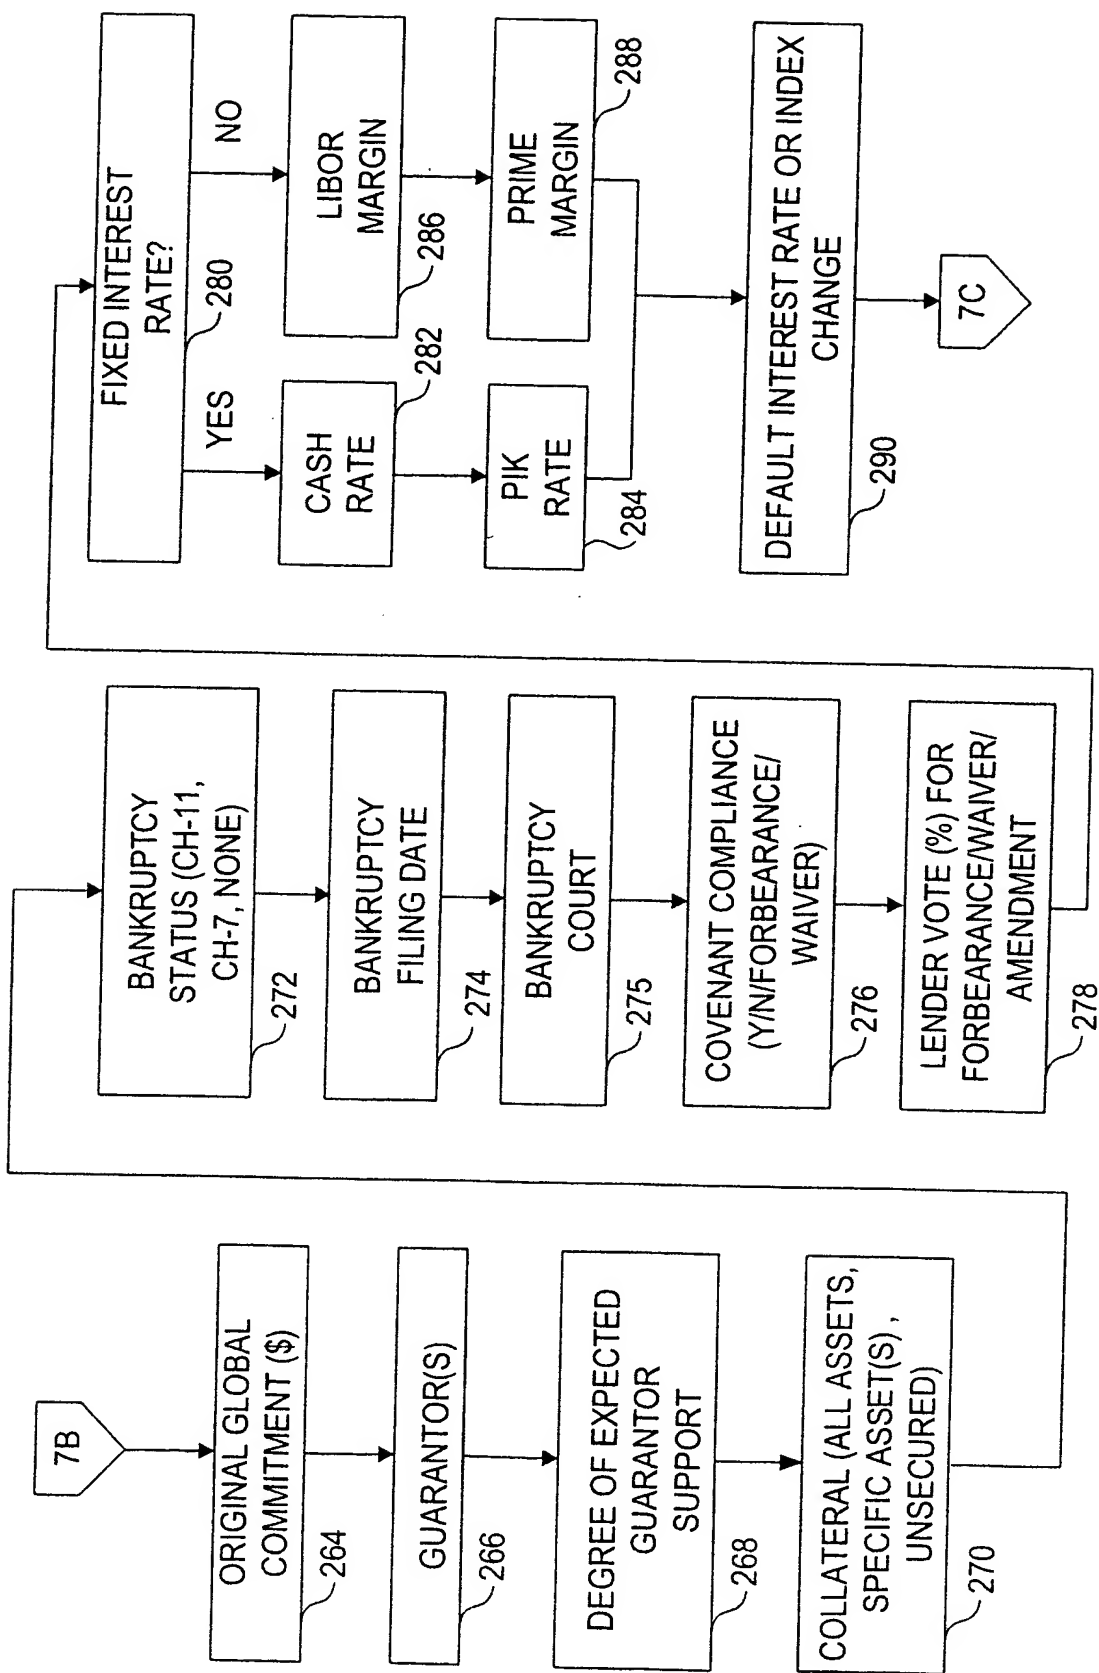 7B
ORIGINAL GLOBAL
COMMITMENT ($)
264
GUARANTOR(S)
266
DEGREE OF EXPECTED
GUARANTOR
SUPPORT
268
COLLATERAL (ALL ASSETS,
SPECIFIC ASSET(S),
UNSECURED)
270
BANKRUPTCY
STATUS (CH-11,
CH-7, NONE)
272
BANKRUPTCY
FILING DATE
274
BANKRUPTCY
COURT
275
COVENANT COMPLIANCE
(Y/N/FORBEARANCE/
WAIVER)
276
LENDER VOTE (%) FOR
FORBEARANCE/WAIVER/
AMENDMENT
278
FIXED INTEREST
RATE?
280
YES
NO
CASH
RATE
282
LIBOR
MARGIN
286
PIK
RATE
284
PRIME
MARGIN
288
DEFAULT INTEREST RATE OR INDEX
CHANGE
290
7C